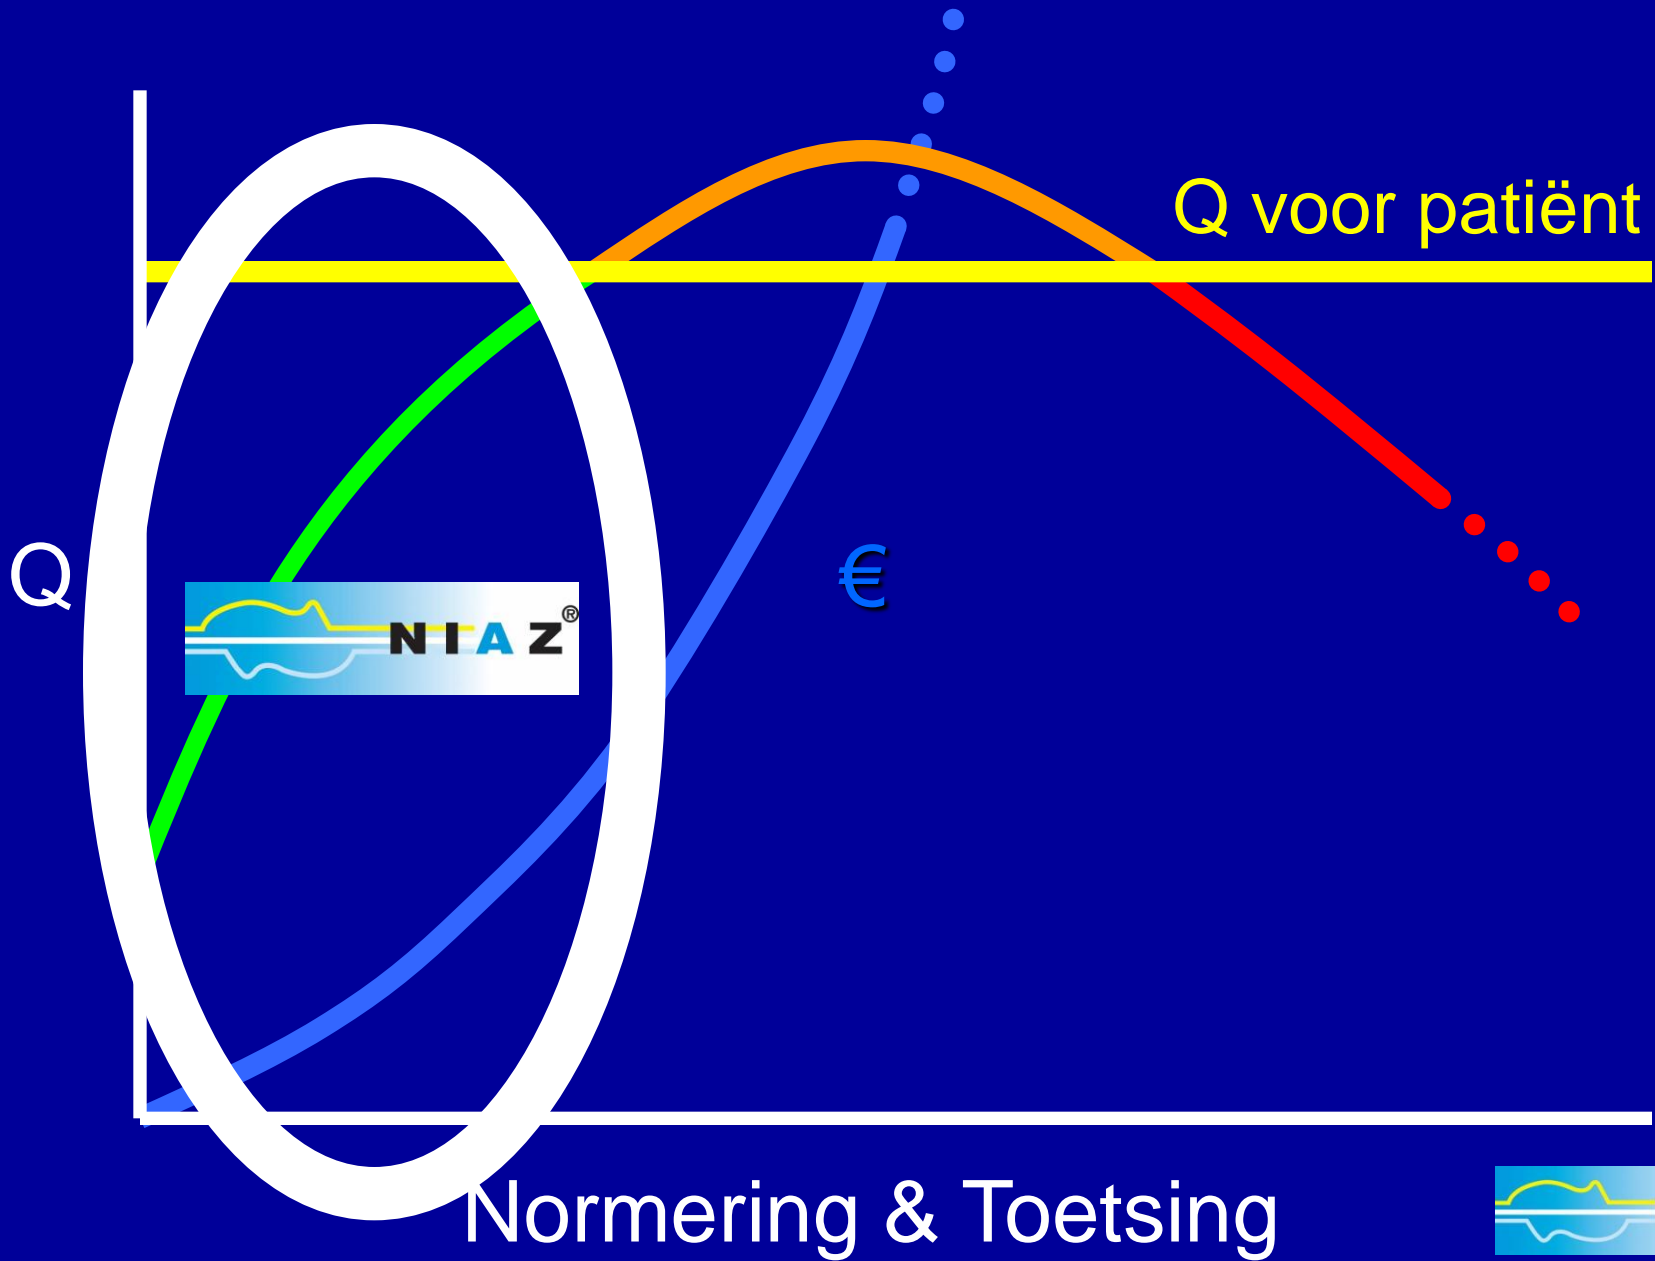 Q voor patiënt
Q
€
NIAZ®
Normering & Toetsing